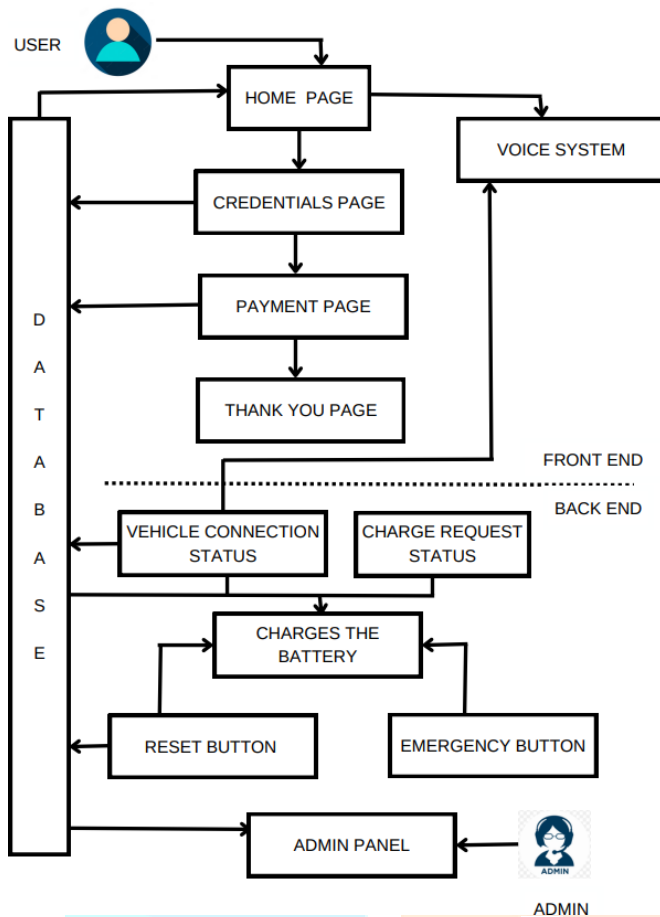 USER
HOME PAGE
VOICE SYSTEM
CREDENTIALS PAGE
PAYMENT PAGE
THANK YOU PAGE
D
A
T
A
B
A
S
E
FRONT END
BACK END
VEHICLE CONNECTION
STATUS
CHARGE REQUEST
STATUS
CHARGES THE
BATTERY
RESET BUTTON
EMERGENCY BUTTON
ADMIN PANEL
ADMIN
ADMIN